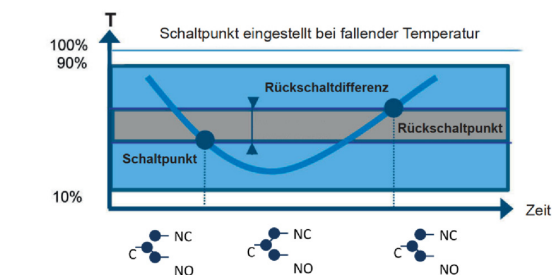 T
Schaltpunkt eingestellt bei fallender Temperatur
100%
90%
Rückschaltdifferenz
Rückschaltpunkt
Schaltpunkt
10%
Zeit
NC
C
NO
NC
C
NO
NC
C
NO